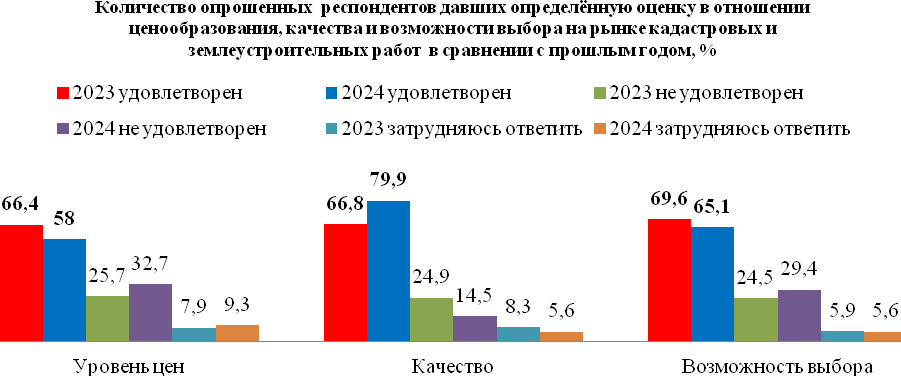 Количество опрошенных респондентов давших определённую оценку в отношении
ценообразования, качества и возможности выбора на рынке кадастровых и
землеустроительных работ в сравнении с прошлым годом, %
2023 удовлетворен 2024 удовлетворен 2023 не удовлетворен
2024 не удовлетворен 2023 затрудняюсь ответить 2024 затрудняюсь ответить
66,4 58 25,7 32,7 7,9 9,3
66,8 79,9 24,9 14,5 8,3 5,6
69,6 65,1 24,5 29,4 5,9 5,6
Уровень цен Качество Возможность выбора